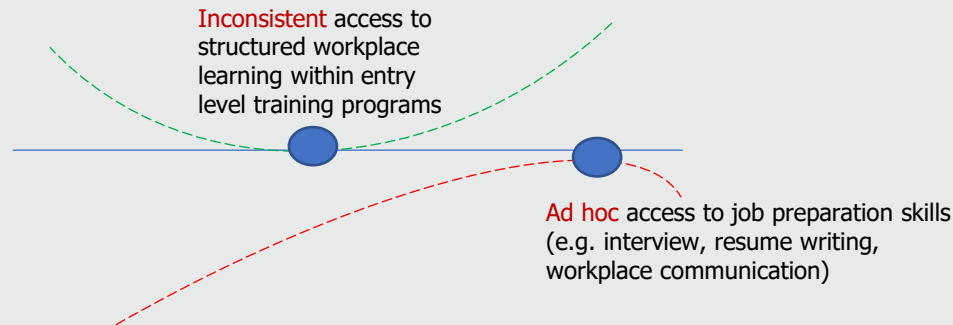 Inconsistent access to
structured workplace
learning within entry
level training programs
Ad hoc access to job preparation skills
(e.g. interview, resume writing,
workplace communication)